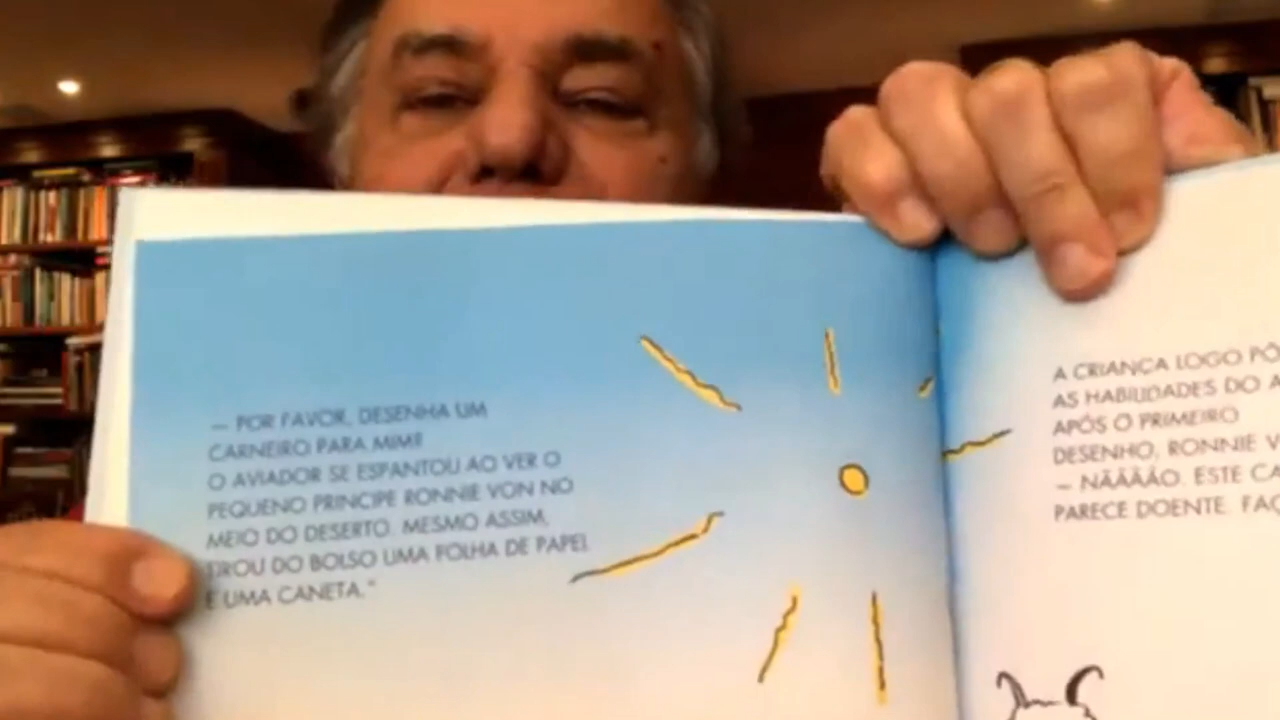 — POR FAVOR, DESENHA UM
CARNEIRO PARA MIM!!
O AVIADOR SE ESPANTOU AO VER O
PEQUENO PRINCIPE RONNIE VON NO
MEIO DO DESERTO. MESMO ASSIM,
TIROU DO BOLSO UMA FOLHA DE PAPEL
E UMA CANETA."
A CRIANÇA LOGO PÔ
AS HABILIDADES DO A
APÓS O PRIMEIRO
DESENHO, RONNIE V
— NÃÃÃÃO. ESTE CA
PARECE DOENTE. FAÇ